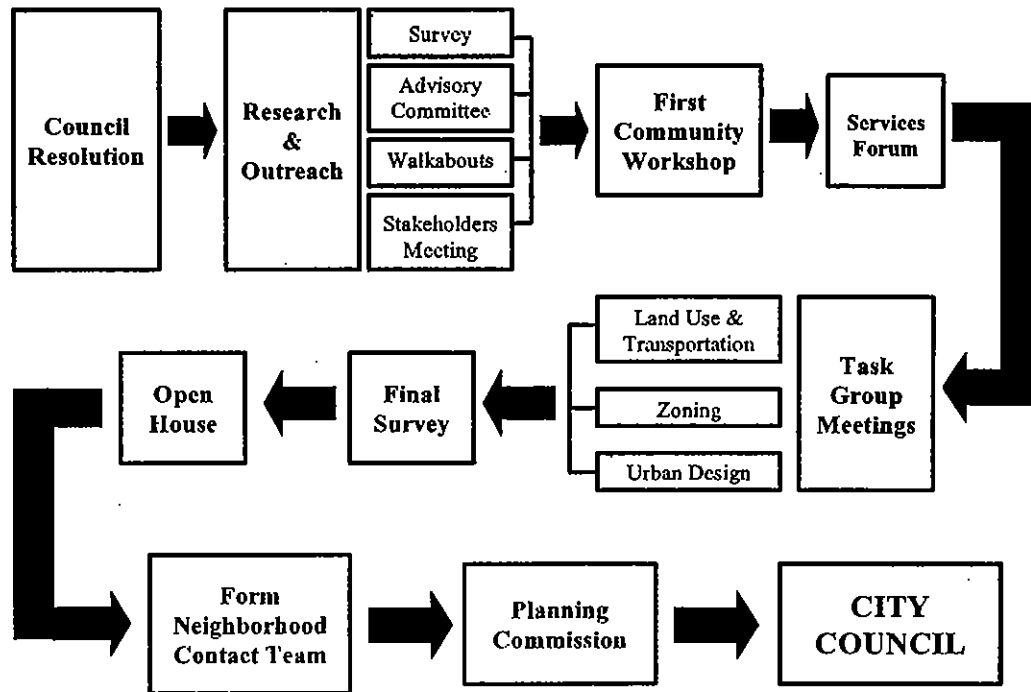 Council
Resolution
Research
&
Outreach
Survey
Advisory
Committee
Walkabouts
Stakeholders
Meeting
First
Community
Workshop
Services
Forum
Task
Group
Meetings
Land Use &
Transportation
Zoning
Urban Design
Final
Survey
Open
House
Form
Neighborhood
Contact Team
Planning
Commission
CITY
COUNCIL